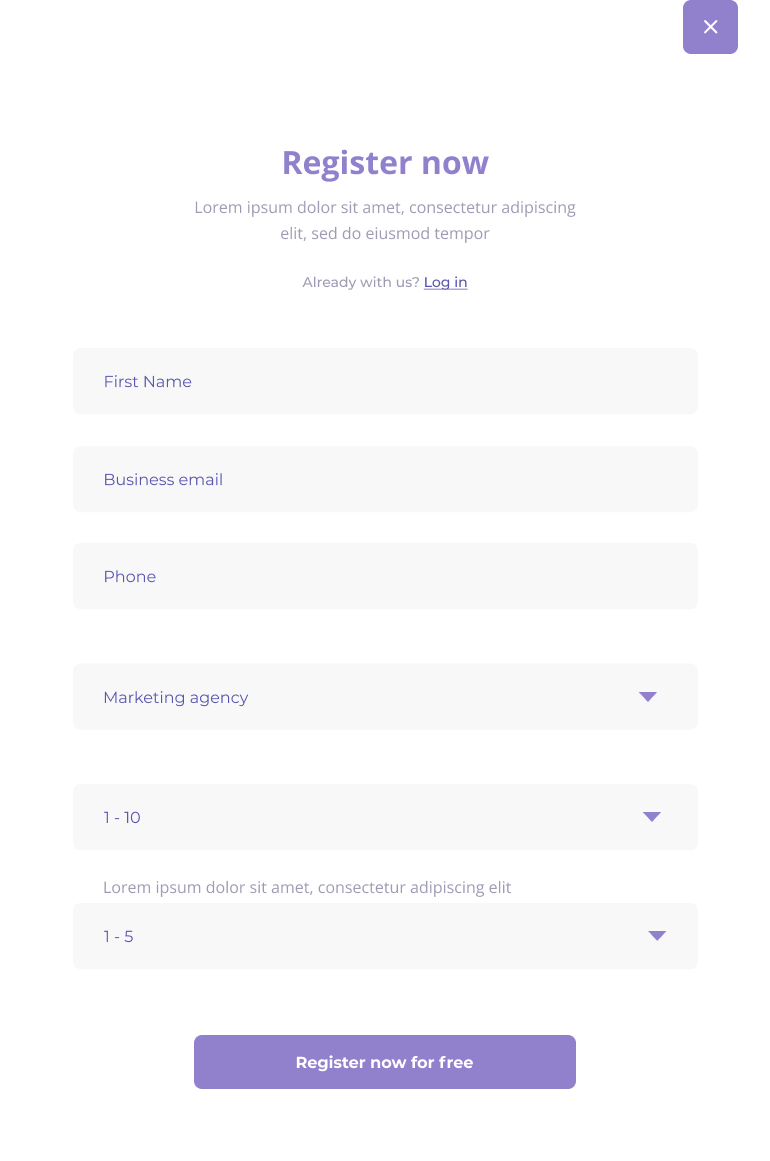 Register now
Lorem ipsum dolor sit amet, consectetur adipiscing
elit, sed do eiusmod tempor
Already with us? Log in
First Name
Business email
Phone
Marketing agency
1 - 10
Lorem ipsum dolor sit amet, consectetur adipiscing elit
1 - 5
Register now for free